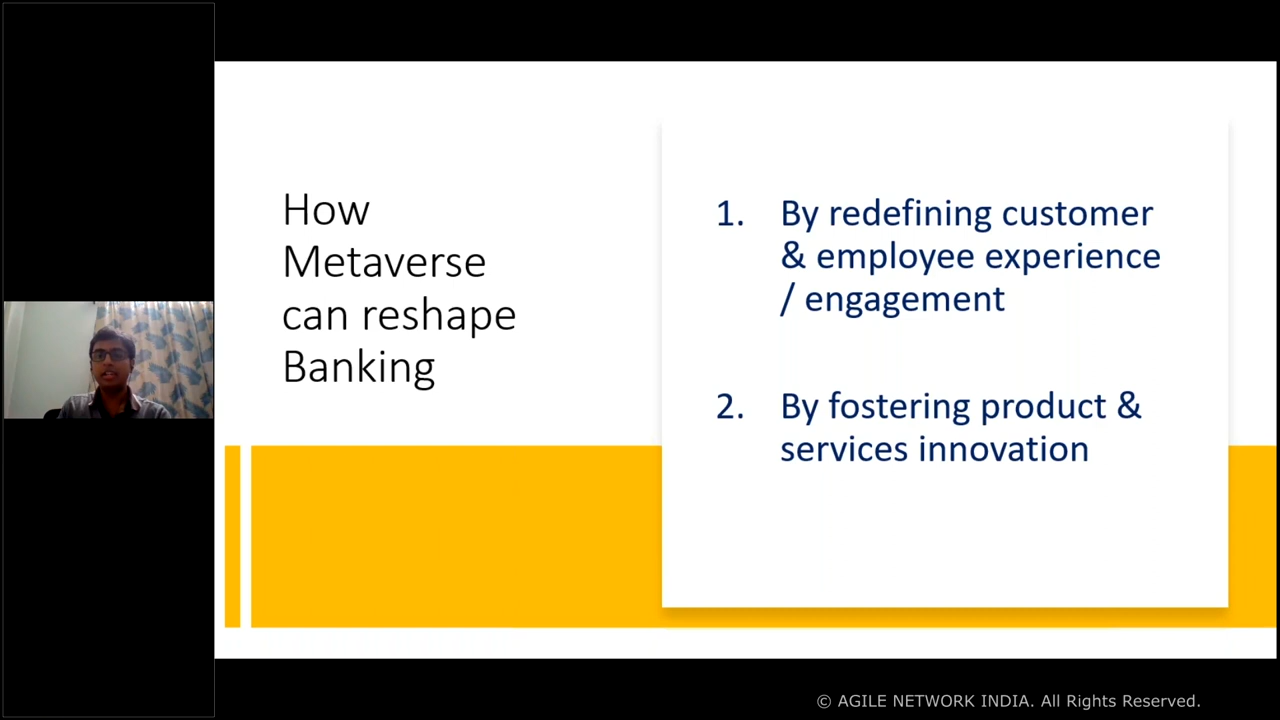 How
Metaverse
can reshape
Banking
1. By redefining customer
& employee experience
/ engagement
2. By fostering product &
services innovation
© AGILE NETWORK INDIA. All Rights Reserved.